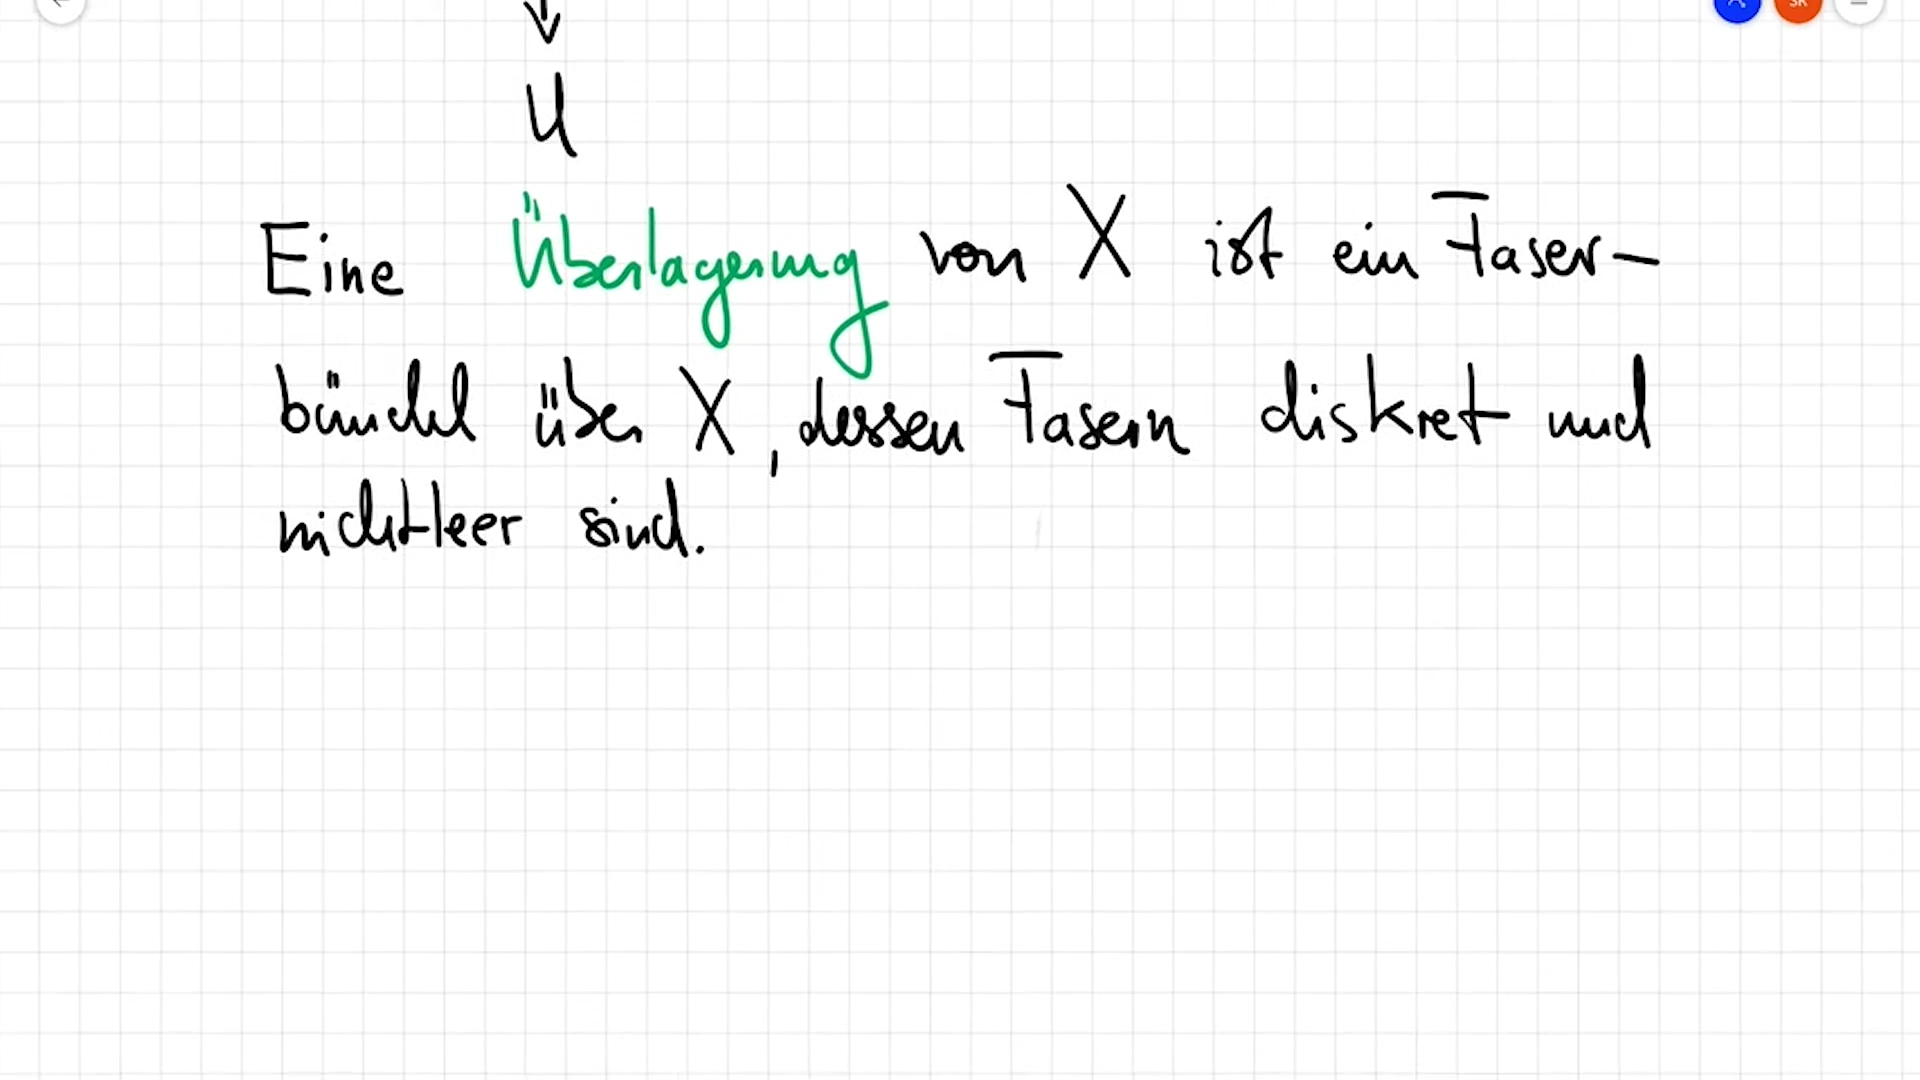 U
Eine Überlagerung von X ist ein Faser-
bündel über X, dessen Fasern diskret und
nichtleer sind.